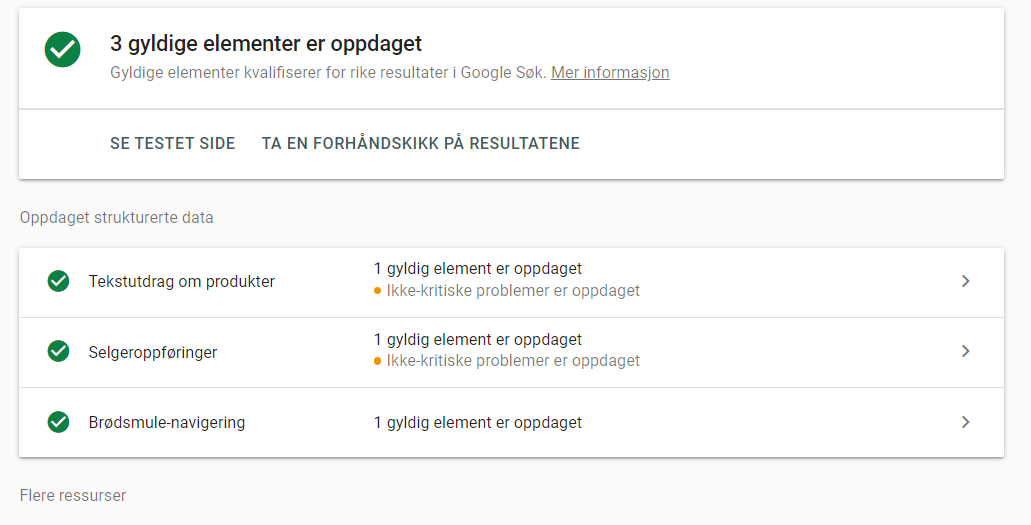 3 gyldige elementer er oppdaget
Gyldige elementer kvalifiserer for rike resultater i Google Søk. Mer informasjon
SE TESTET SIDE TA EN FORHÅNDSKIKK PÅ RESULTATENE
Oppdaget strukturerte data
Tekstutdrag om produkter
1 gyldig element er oppdaget
Ikke-kritiske problemer er oppdaget
Selgeroppføringer
1 gyldig element er oppdaget
Ikke-kritiske problemer er oppdaget
Brødsmule-navigering
1 gyldig element er oppdaget
Flere ressurser